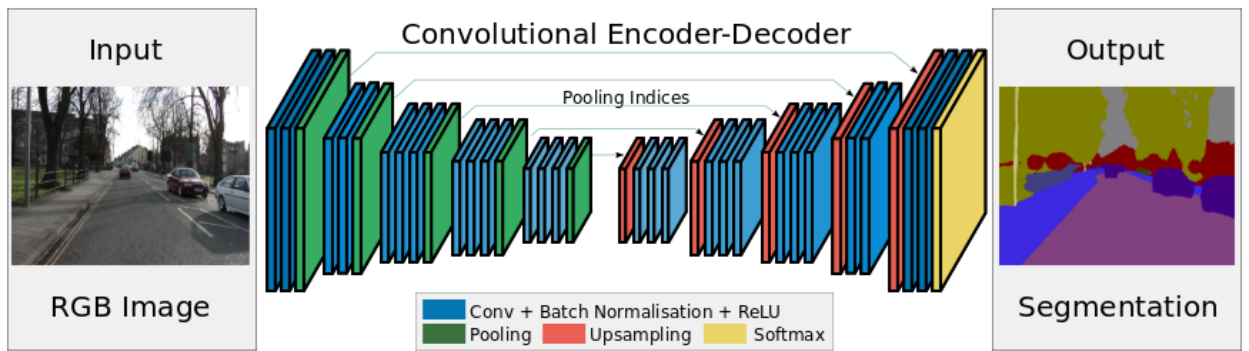 Input
RGB Image
Convolutional Encoder-Decoder
Pooling Indices
Conv + Batch Normalisation + ReLU
Pooling Upsampling Softmax
Output
Segmentation